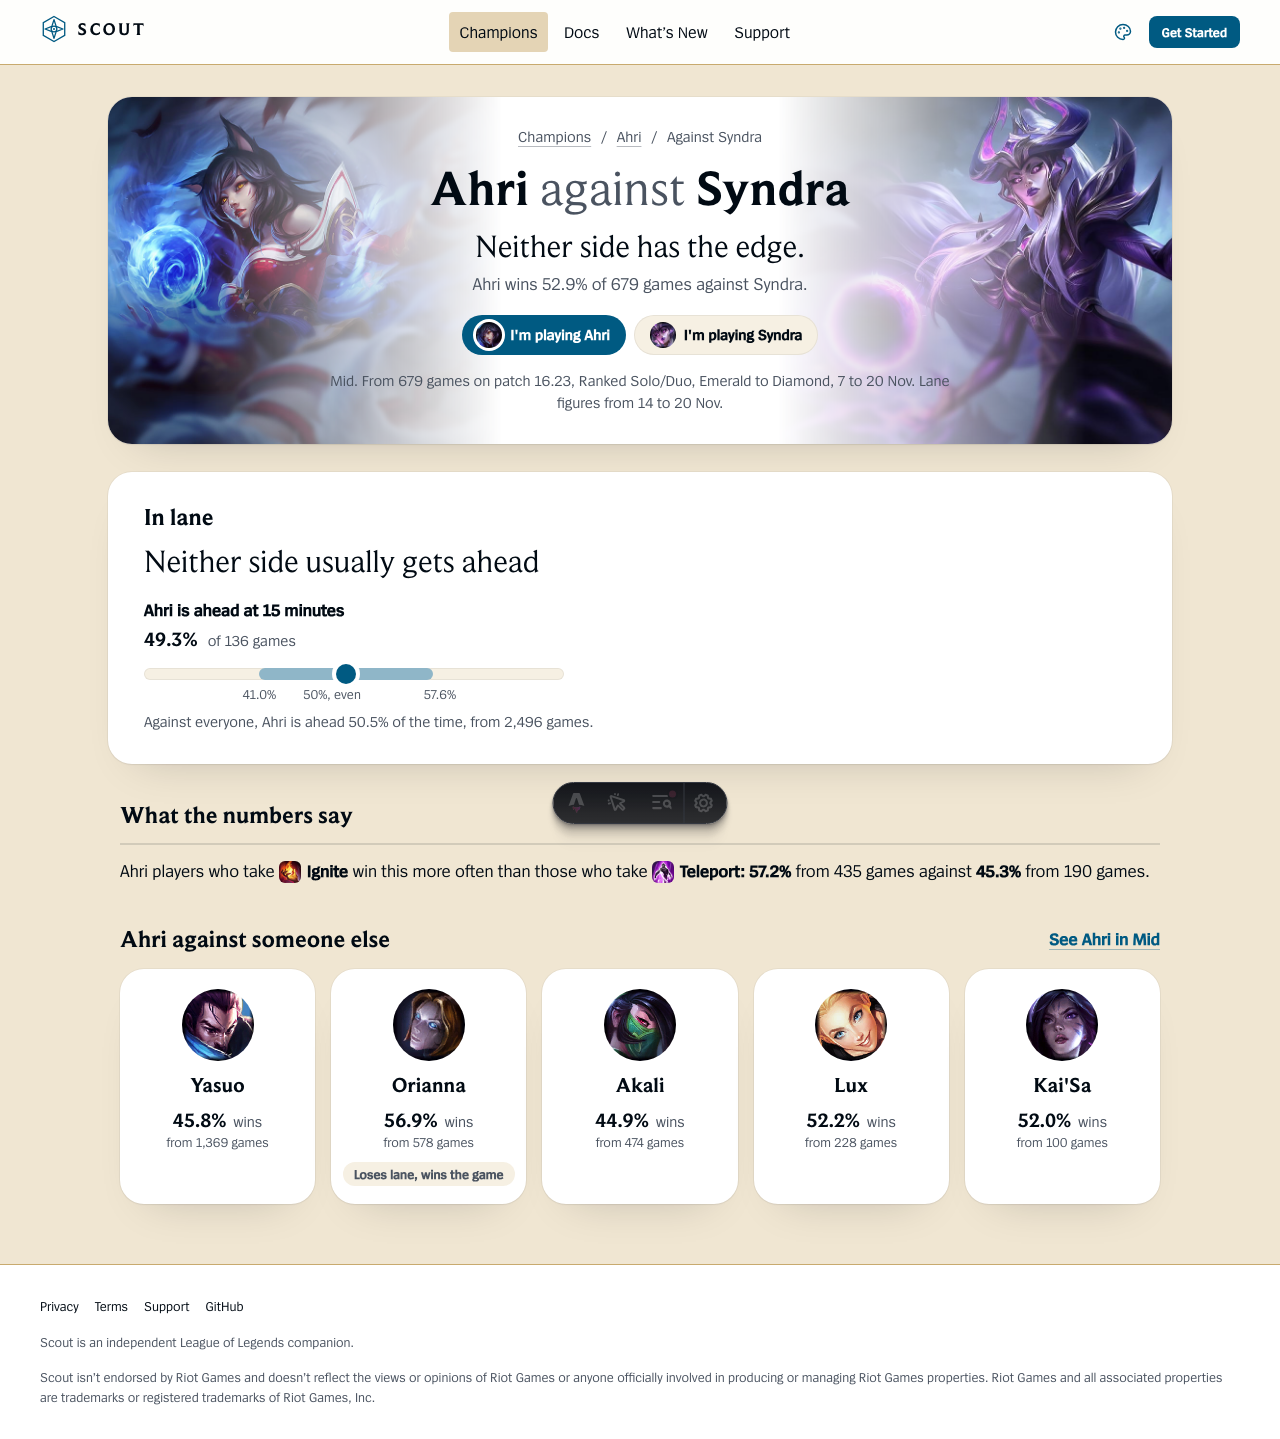 SCOUT
Champions
Docs
What's New
Support
Get Started
Champions / Ahri / Against Syndra
Ahri against Syndra
Neither side has the edge.
Ahri wins 52.9% of 679 games against Syndra.
I'm playing Ahri
I'm playing Syndra
Mid. From 679 games on patch 16.23, Ranked Solo/Duo, Emerald to Diamond, 7 to 20 Nov. Lane
figures from 14 to 20 Nov.
In lane
Neither side usually gets ahead
Ahri is ahead at 15 minutes
49.3% of 136 games
41.0% 50%, even 57.6%
Against everyone, Ahri is ahead 50.5% of the time, from 2,496 games.
What the numbers say
Ahri players who take Ignite win this more often than those who take Teleport: 57.2% from 435 games against 45.3% from 190 games.
Ahri against someone else
See Ahri in Mid
Yasuo
45.8% wins
from 1,369 games
Orianna
56.9% wins
from 578 games
Loses lane, wins the game
Akali
44.9% wins
from 474 games
Lux
52.2% wins
from 228 games
Kai'Sa
52.0% wins
from 100 games
Privacy Terms Support GitHub
Scout is an independent League of Legends companion.
Scout isn't endorsed by Riot Games and doesn't reflect the views or opinions of Riot Games or anyone officially involved in producing or managing Riot Games properties. Riot Games and all associated properties
are trademarks or registered trademarks of Riot Games, Inc.